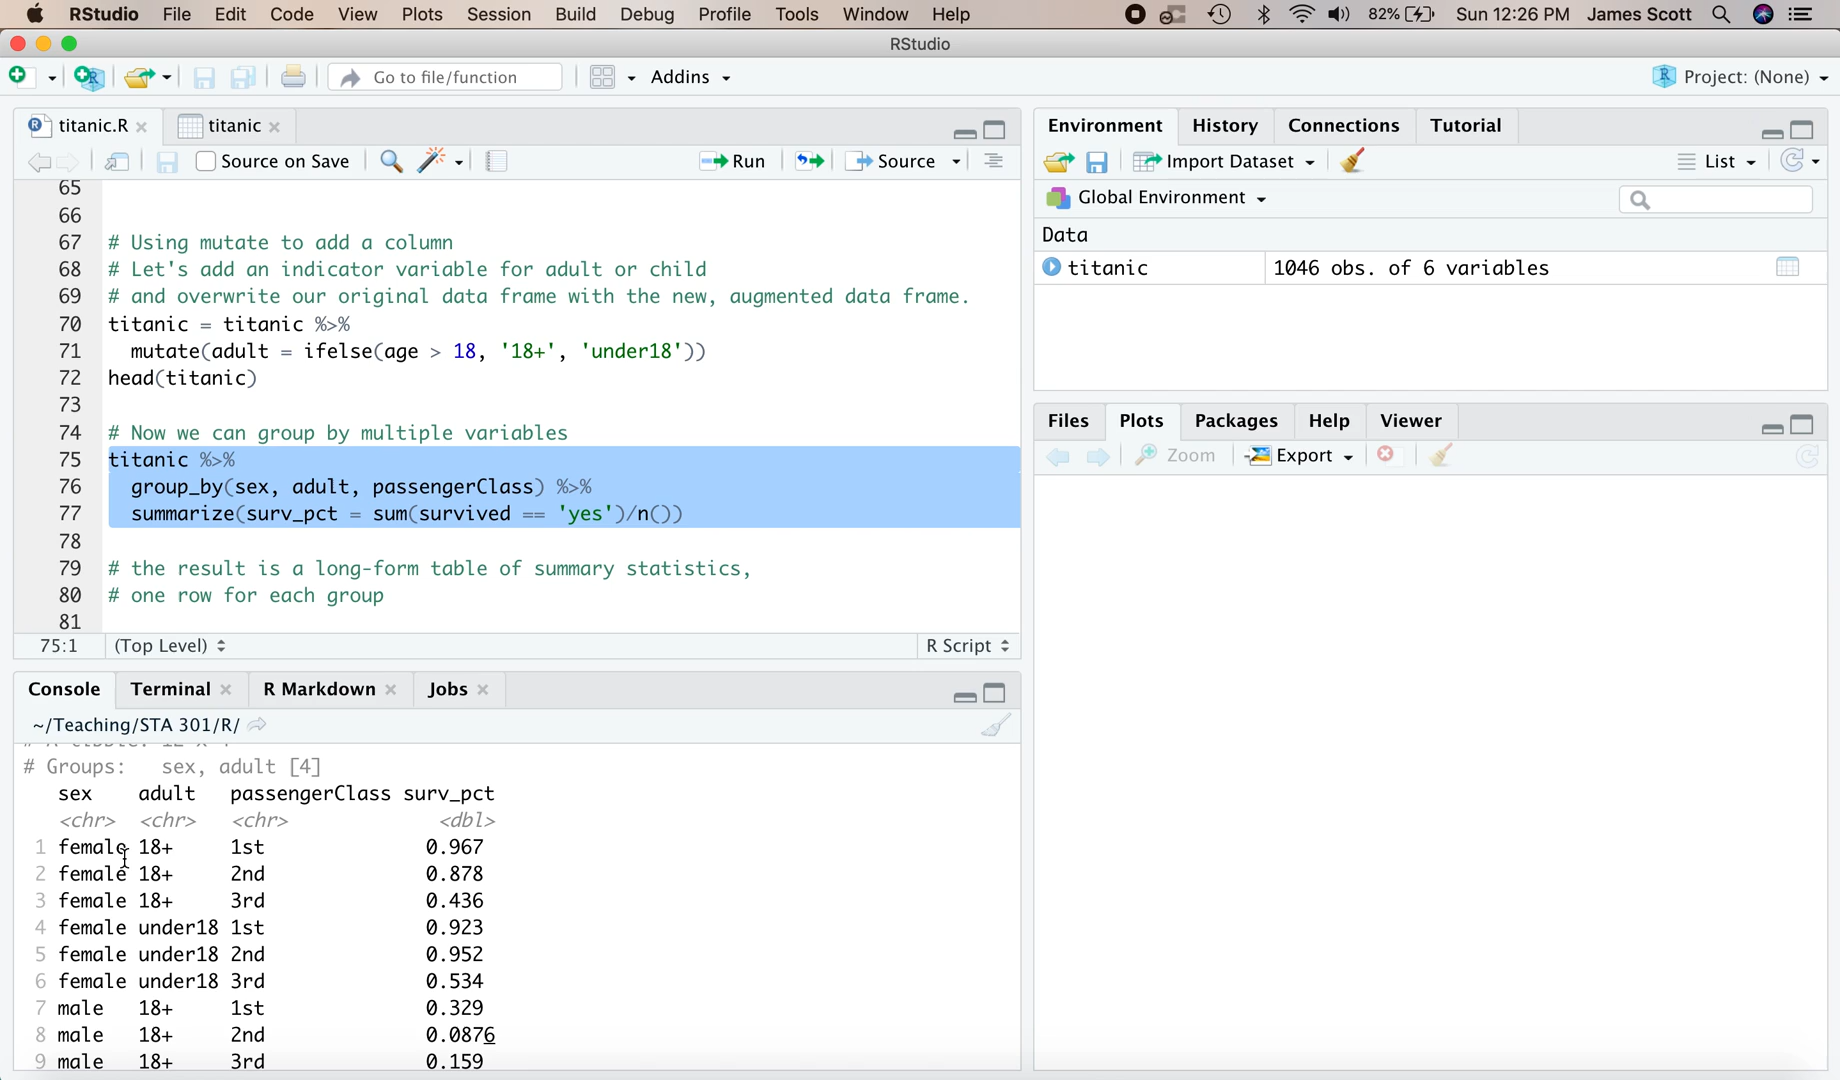 RStudio File Edit Code View Plots Session Build Debug Profile Tools Window Help 82% Sun 12:26 PM James Scott
RStudio
Go to file/function Addins Project: (None)
titanic.R titanic
Source on Save Run Source
65
66
67 # Using mutate to add a column
68 # Let's add an indicator variable for adult or child
69 # and overwrite our original data frame with the new, augmented data frame.
70 titanic = titanic %>%
71 mutate(adult = ifelse(age > 18, '18+', 'under18'))
72 head(titanic)
73
74 # Now we can group by multiple variables
75 titanic %>%
76 group_by(sex, adult, passengerClass) %>%
77 summarize(surv_pct = sum(survived == 'yes')/n())
78
79 # the result is a long-form table of summary statistics,
80 # one row for each group
81
75:1 (Top Level) R Script
Console Terminal R Markdown Jobs
~/Teaching/STA 301/R/
# Groups: sex, adult [4]
sex adult passengerClass surv_pct
<chr> <chr> <chr> <dbl>
1 female 18+ 1st 0.967
2 female 18+ 2nd 0.878
3 female 18+ 3rd 0.436
4 female under18 1st 0.923
5 female under18 2nd 0.952
6 female under18 3rd 0.534
7 male 18+ 1st 0.329
8 male 18+ 2nd 0.0876
9 male 18+ 3rd 0.159
Environment History Connections Tutorial
Import Dataset List
Global Environment
Data
titanic 1046 obs. of 6 variables
Files Plots Packages Help Viewer
Zoom Export